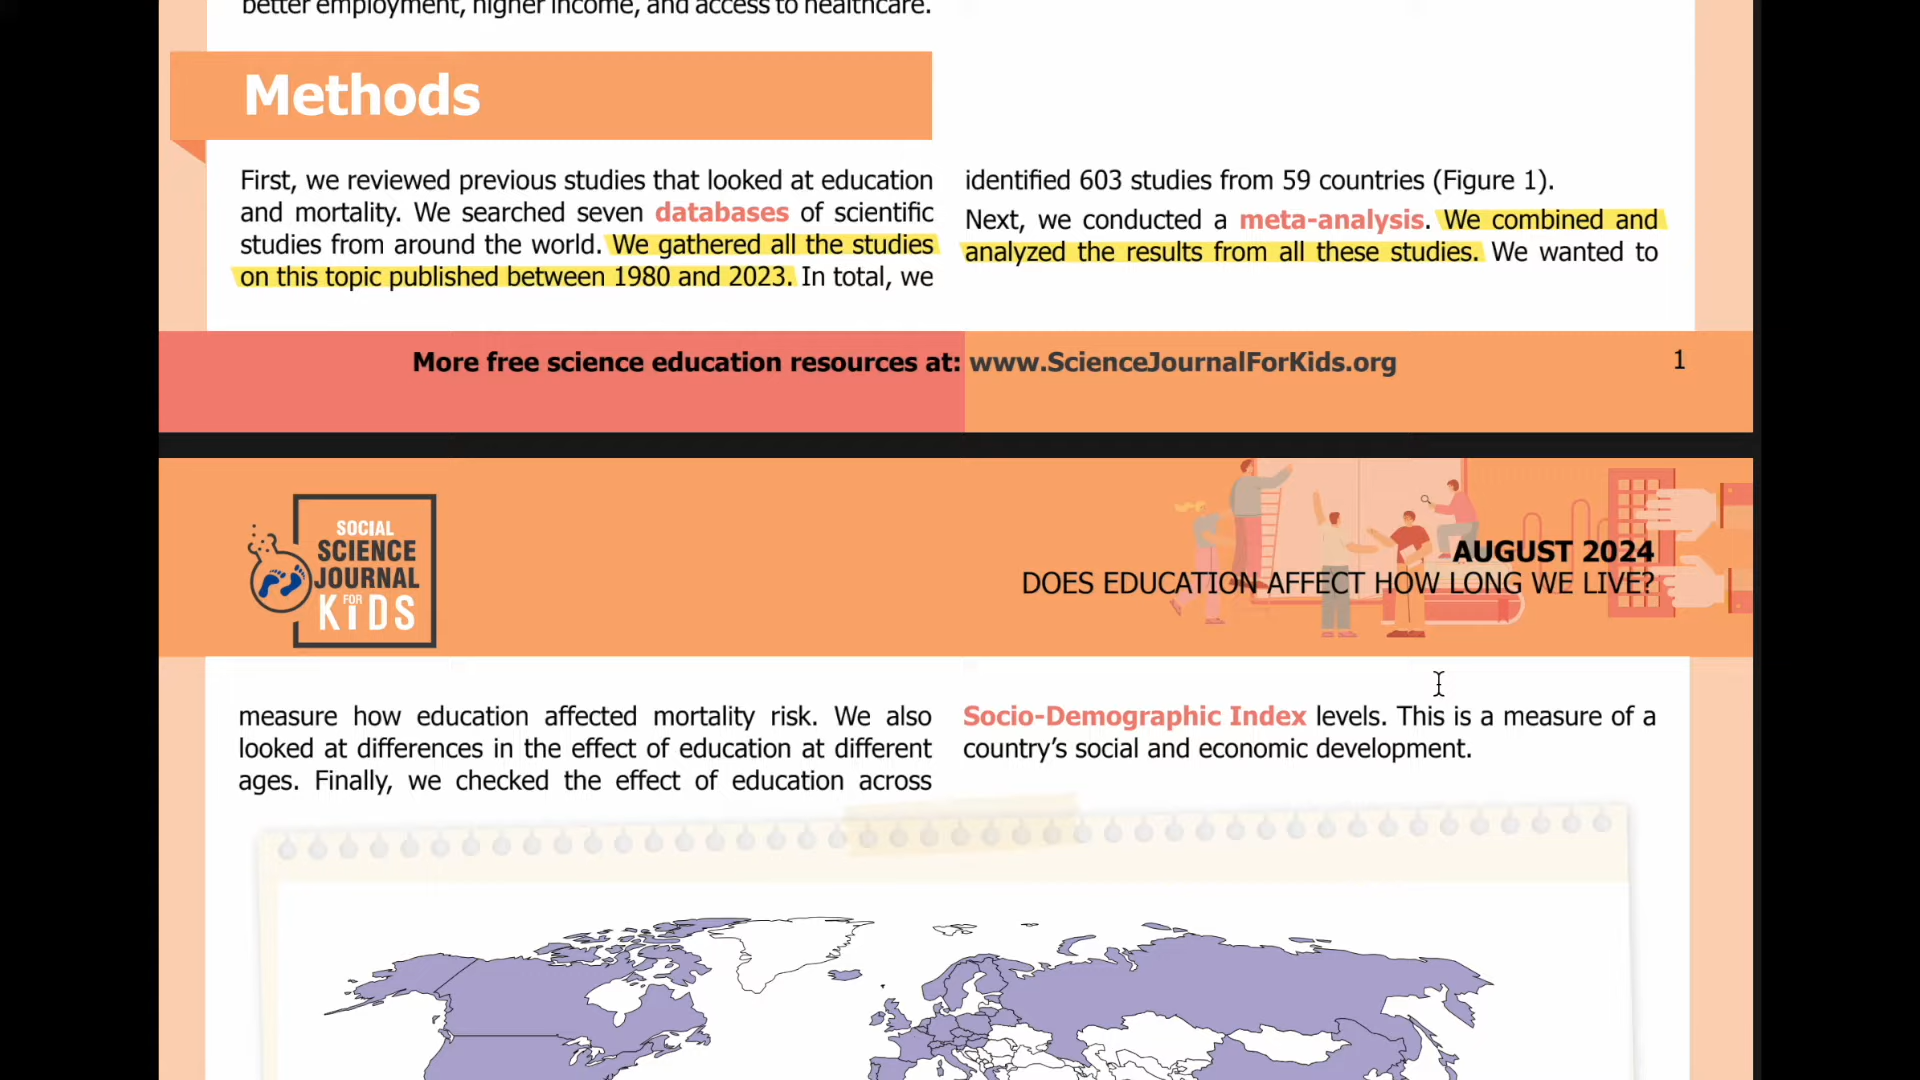 better employment, higher income, and access to healthcare.
Methods
First, we reviewed previous studies that looked at education
and mortality. We searched seven databases of scientific
studies from around the world. We gathered all the studies
on this topic published between 1980 and 2023. In total, we
identified 603 studies from 59 countries (Figure 1).
Next, we conducted a meta-analysis. We combined and
analyzed the results from all these studies. We wanted to
More free science education resources at: www.ScienceJournalForKids.org
1
SOCIAL
SCIENCE
JOURNAL
FOR
KiDS
AUGUST 2024
DOES EDUCATION AFFECT HOW LONG WE LIVE?
measure how education affected mortality risk. We also
looked at differences in the effect of education at different
ages. Finally, we checked the effect of education across
Socio-Demographic Index levels. This is a measure of a
country's social and economic development.